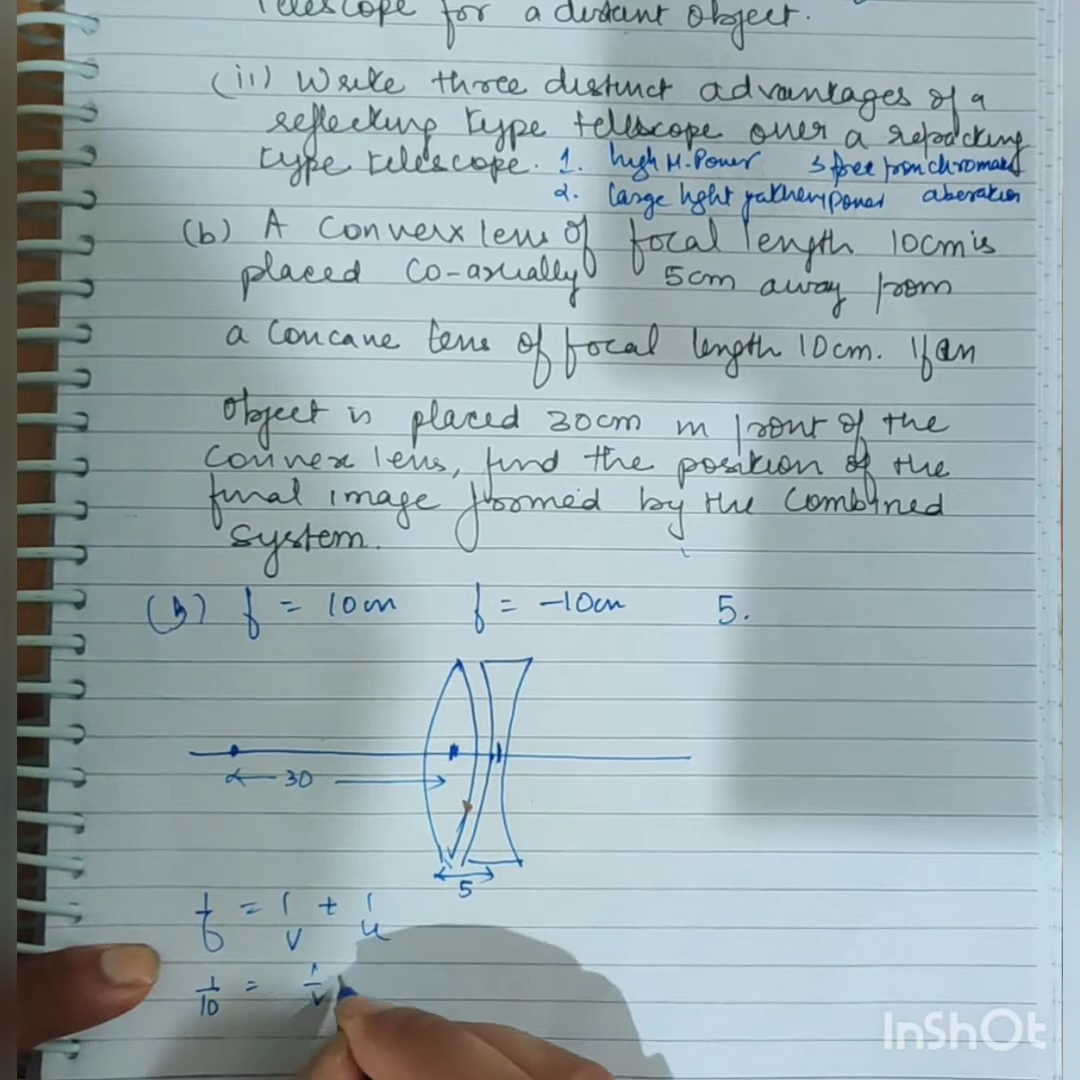 Telescope for a distant object.
(ii) Write three distinct advantages of a
reflecting type telescope over a refracting
type telescope. 1. high M. Power 3 free from chromatic
2. large light gathering power aberation
(b) A Convex lens of focal length 10cm is
placed co-axially 5cm away from
a Concave lens of focal length 10cm. If an
object is placed 30cm in front of the
Convex lens, find the position of the
final image formed by the Combined
system.
(b) f = 10cm f = -10cm 5.
30
5
1/f = 1/v + 1/u
1/10 = 1/v
InShOt